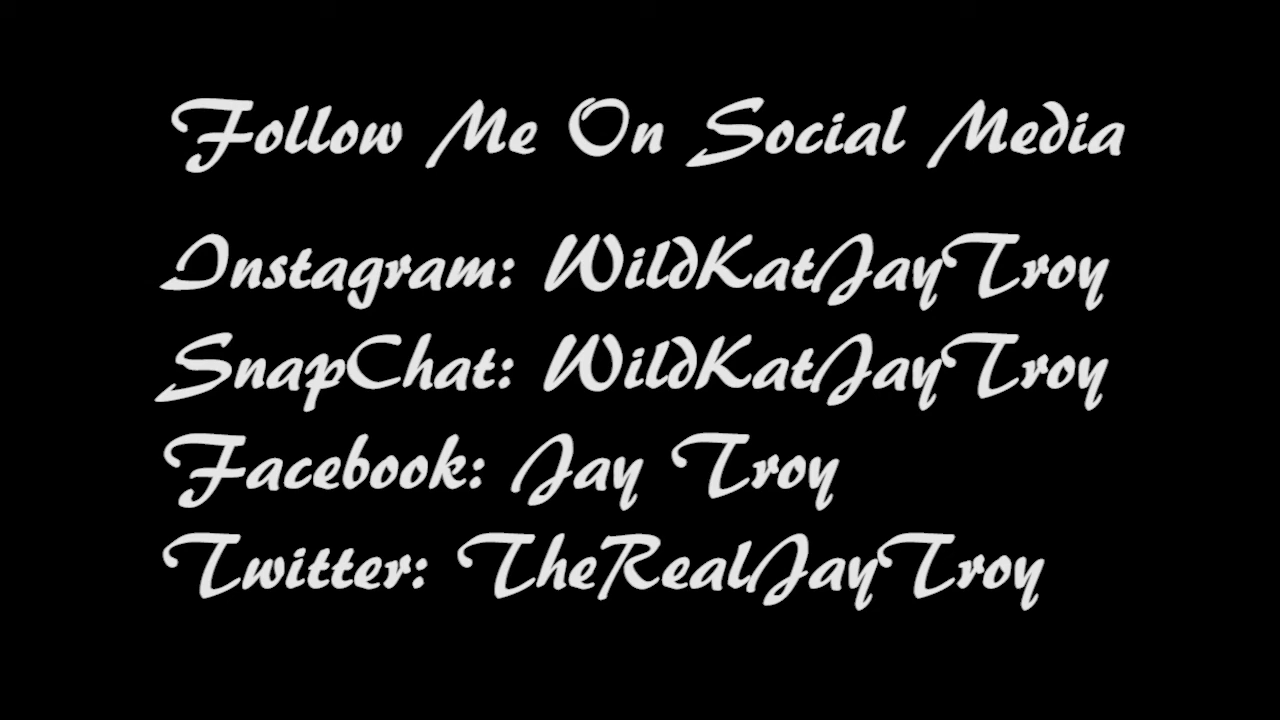 Follow Me On Social Media
Instagram: WildKatJayTroy
SnapChat: WildKatJayTroy
Facebook: Jay Troy
Twitter: TheRealJayTroy